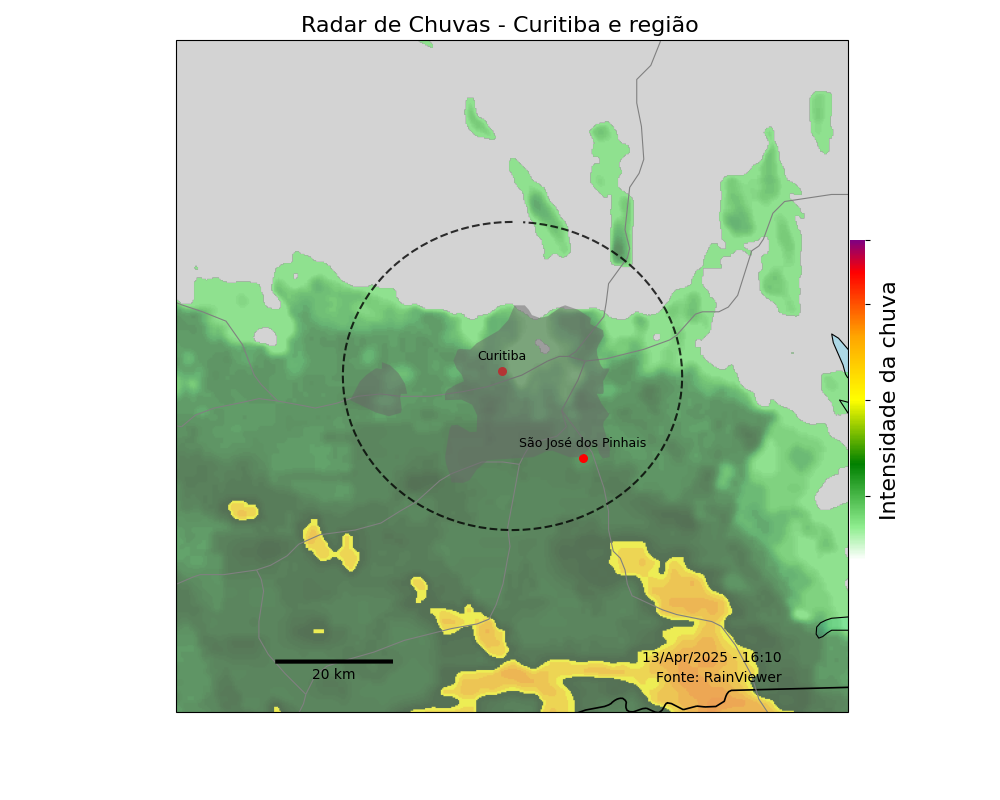 Radar de Chuvas - Curitiba e região
Curitiba
São José dos Pinhais
Intensidade da chuva
13/Apr/2025 - 16:10
20 km
Fonte: RainViewer